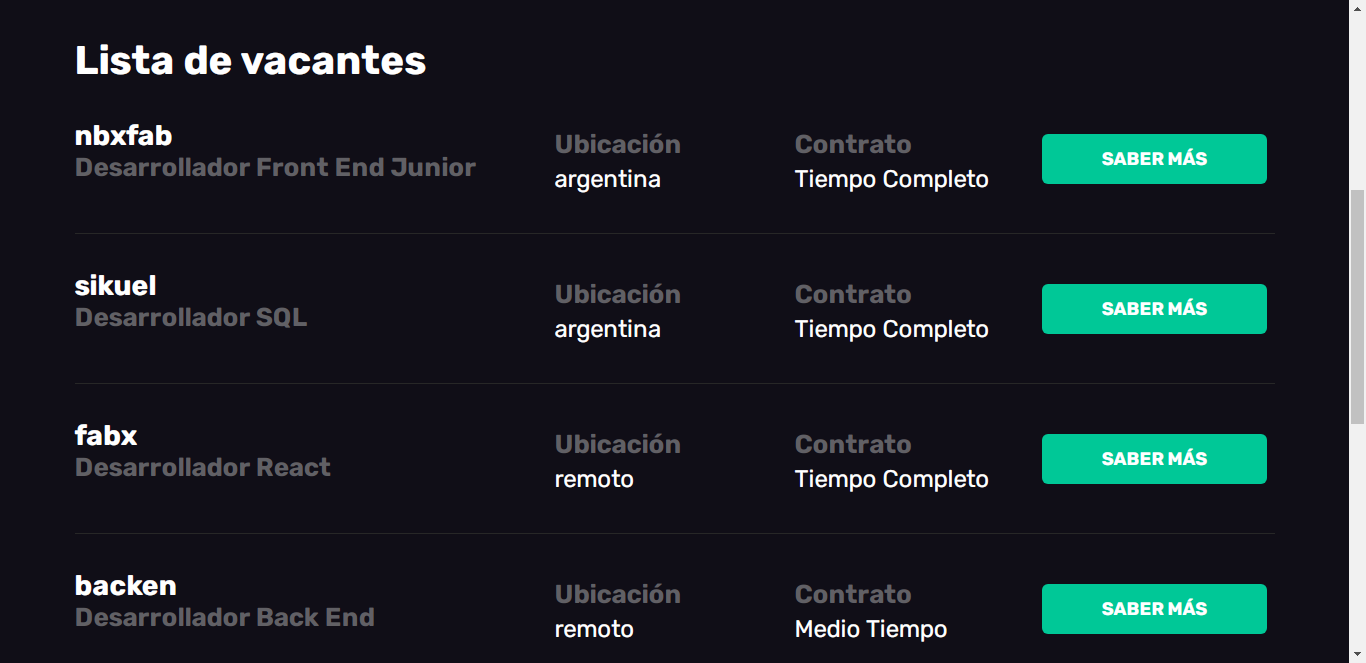 Lista de vacantes
nbxfab
Desarrollador Front End Junior
Ubicación
argentina
Contrato
Tiempo Completo
SABER MÁS
sikuel
Desarrollador SQL
Ubicación
argentina
Contrato
Tiempo Completo
SABER MÁS
fabx
Desarrollador React
Ubicación
remoto
Contrato
Tiempo Completo
SABER MÁS
backen
Desarrollador Back End
Ubicación
remoto
Contrato
Medio Tiempo
SABER MÁS